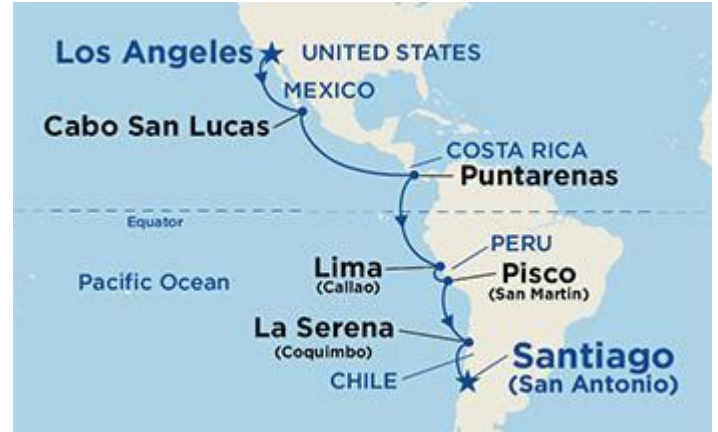 Los Angeles
UNITED STATES
MEXICO
Cabo San Lucas
COSTA RICA
Puntarenas
Equator
PERU
Lima
(Callao)
Pisco
(San Martin)
Pacific Ocean
La Serena
(Coquimbo)
Santiago
(San Antonio)
CHILE